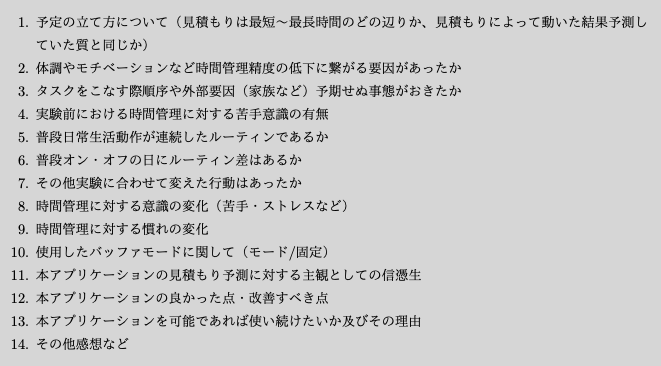 1. 予定の立て方について（見積もりは最短〜最長時間のどの辺りか、見積もりによって動いた結果予測し
ていた質と同じか）
2. 体調やモチベーションなど時間管理精度の低下に繋がる要因があったか
3. タスクをこなす際順序や外部要因（家族など）予期せぬ事態がおきたか
4. 実験前における時間管理に対する苦手意識の有無
5. 普段日常生活動作が連続したルーティンであるか
6. 普段オン・オフの日にルーティン差はあるか
7. その他実験に合わせて変えた行動はあったか
8. 時間管理に対する意識の変化（苦手・ストレスなど）
9. 時間管理に対する慣れの変化
10. 使用したバッファモードに関して（モード/固定）
11. 本アプリケーションの見積もり予測に対する主観としての信憑生
12. 本アプリケーションの良かった点・改善すべき点
13. 本アプリケーションを可能であれば使い続けたいか及びその理由
14. その他感想など